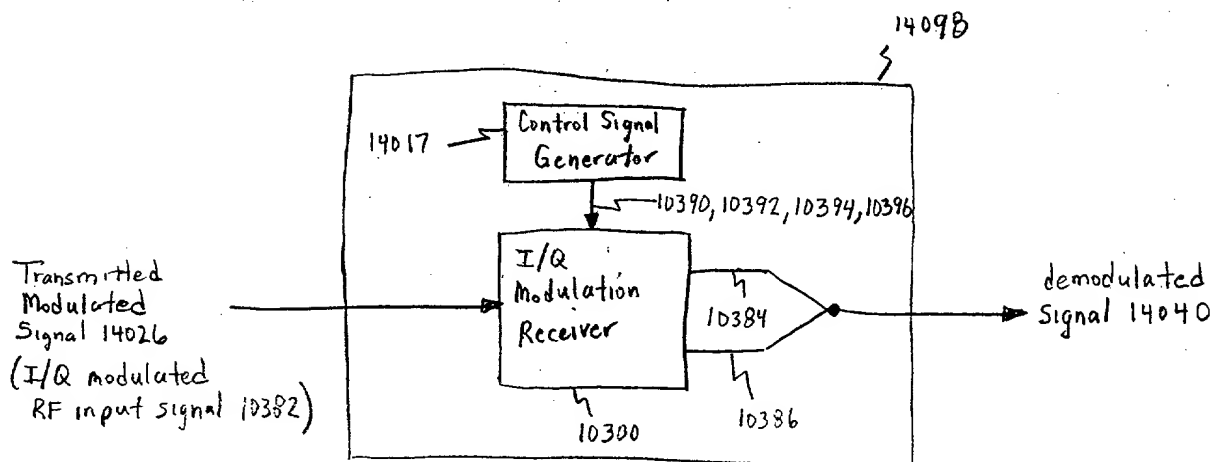 14098
Control Signal
Generator
14017
10390, 10392, 10394, 10396
I/Q
Modulation
Receiver
Transmitted
Modulated
Signal 14026
(I/Q modulated
RF input signal 10382)
10384
10386
10300
demodulated
Signal 14040